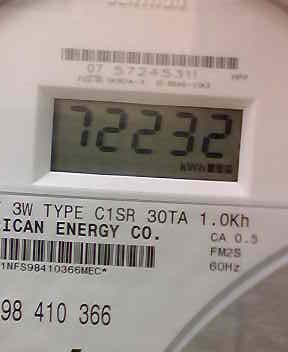 07 57245311
72232
kWh
3W TYPE C1SR 30TA 1.0Kh
RICAN ENERGY CO.
CA 0.5
FM2S
60Hz
1NFS98410366MEC*
98 410 366